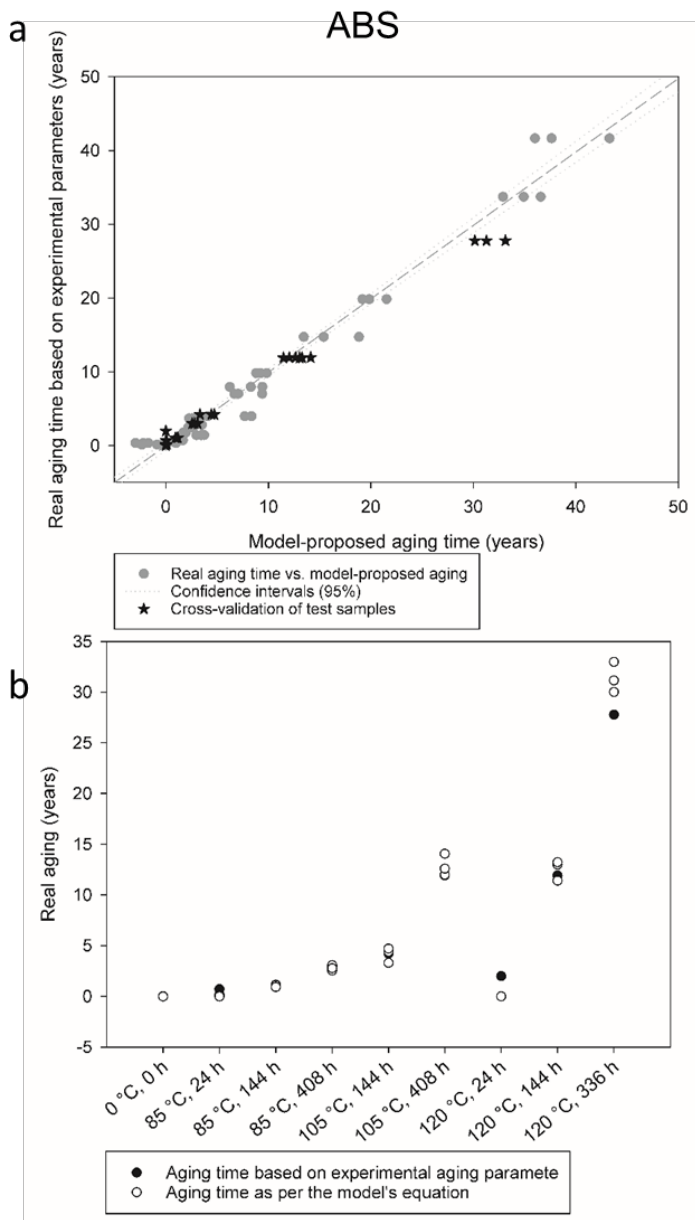 a
ABS
Real aging time based on experimental parameters (years)
50
40
30
20
10
0
0
10
20
30
40
50
Model-proposed aging time (years)
Real aging time vs. model-proposed aging
Confidence intervals (95%)
Cross-validation of test samples
b
Real aging (years)
35
30
25
20
15
10
5
0
-5
0 °C, 0 h
85 °C, 24 h
85 °C, 144 h
85 °C, 408 h
105 °C, 144 h
105 °C, 408 h
120 °C, 24 h
120 °C, 144 h
120 °C, 336 h
Aging time based on experimental aging paramete
Aging time as per the model's equation